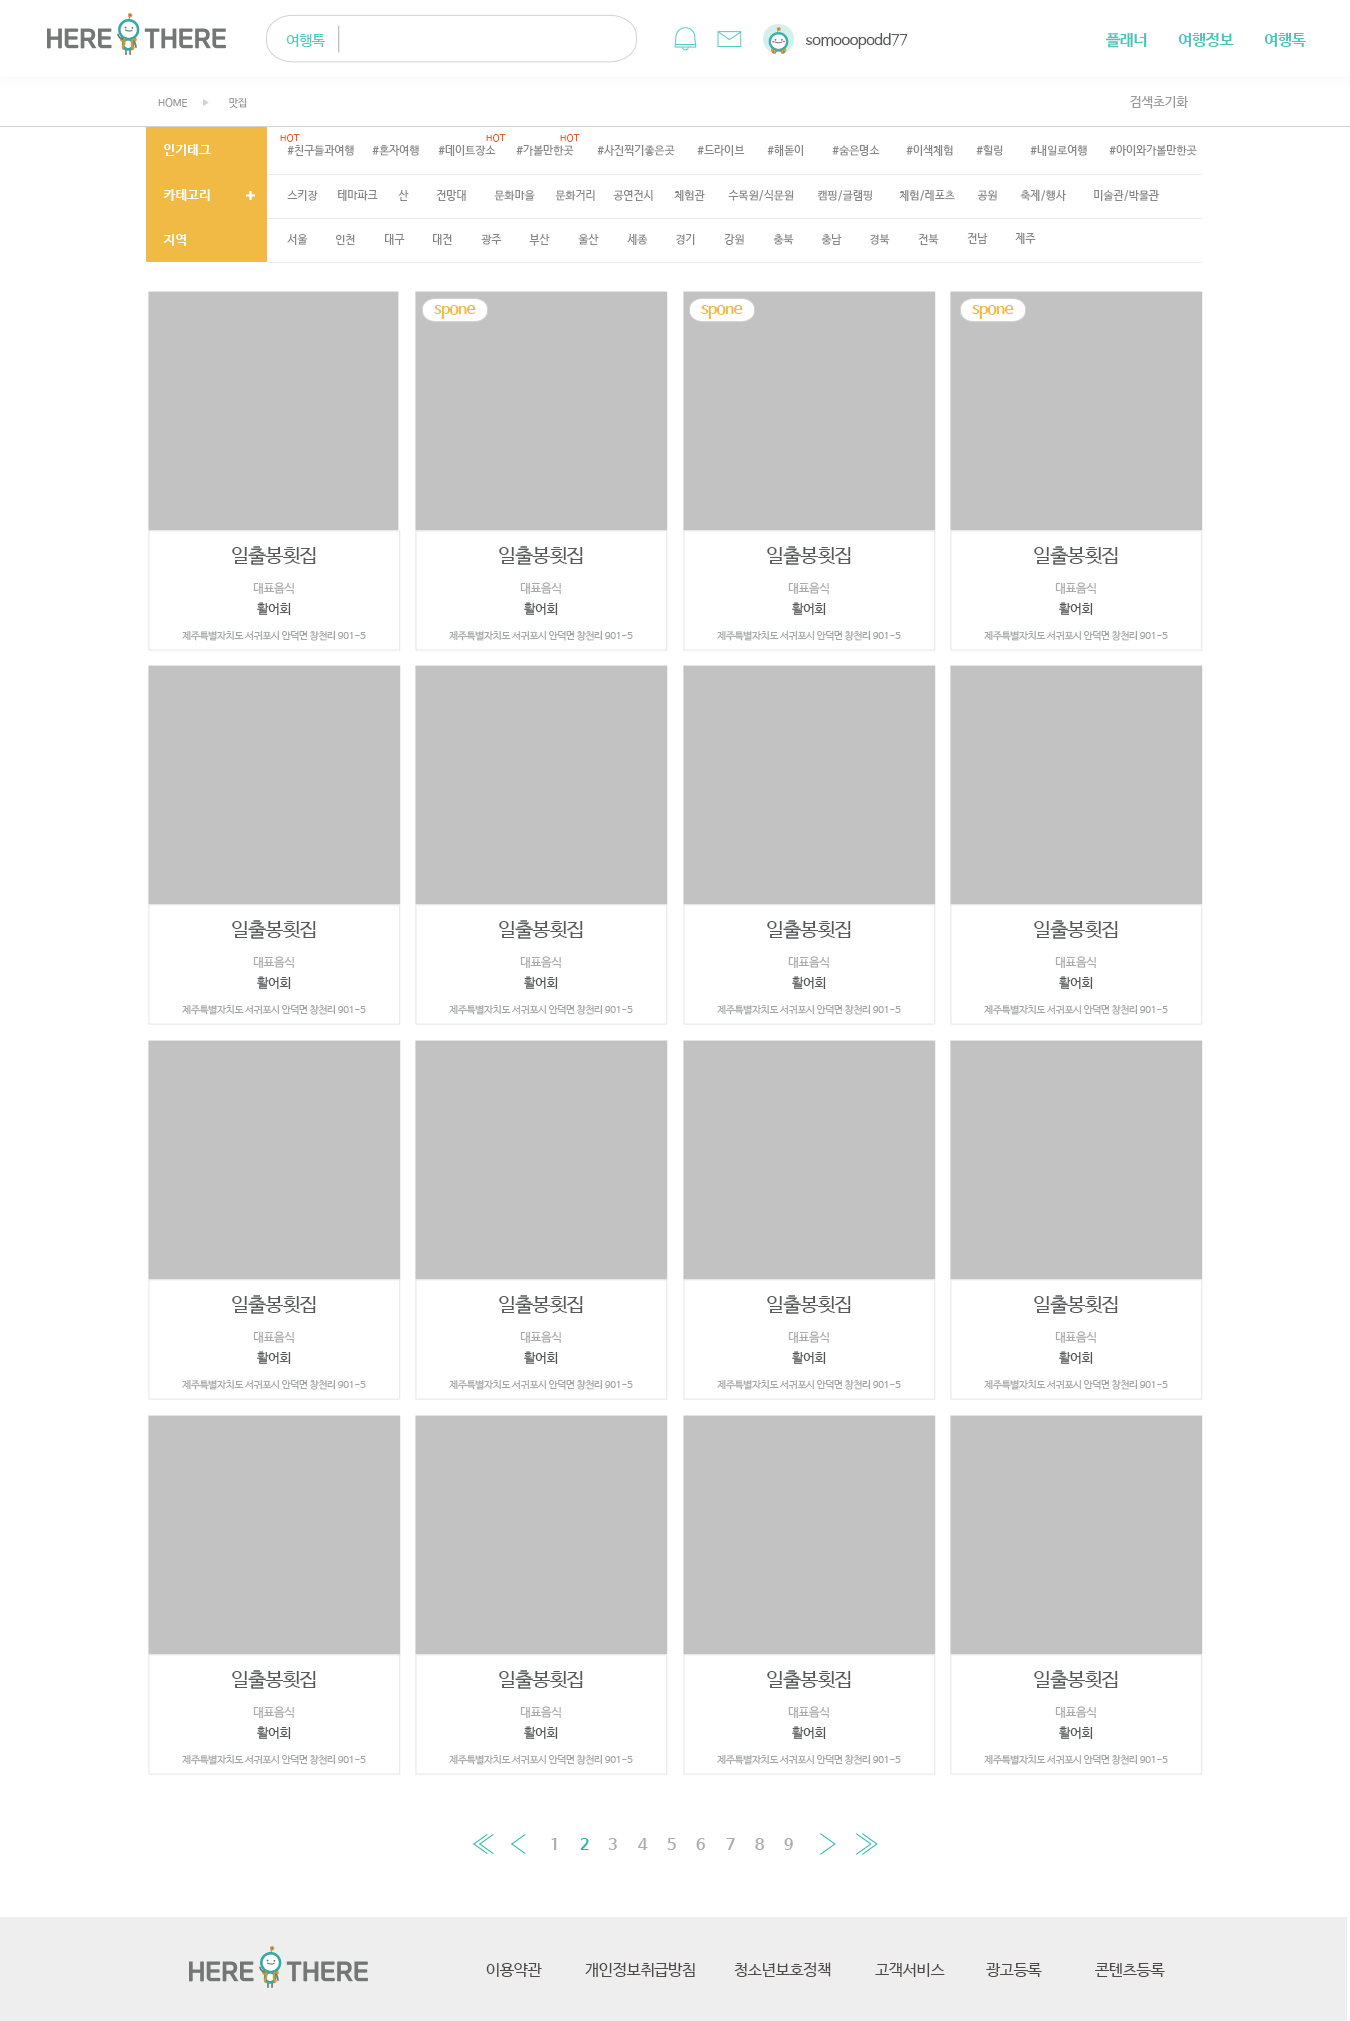 HERE THERE
여행톡
somooopodd77
플래너 여행정보 여행톡
HOME 맛집
검색초기화
인기태그
HOT HOT HOT
#친구들과여행 #혼자여행 #데이트장소 #가볼만한곳 #사진찍기좋은곳 #드라이브 #해돋이 #숨은명소 #이색체험 #힐링 #내일로여행 #아이와가볼만한곳
카테고리 +
스키장 테마파크 산 전망대 문화마을 문화거리 공연전시 체험관 수목원/식문원 캠핑/글램핑 체험/레포츠 공원 축제/행사 미술관/박물관
지역
서울 인천 대구 대전 광주 부산 울산 세종 경기 강원 충북 충남 경북 전북 전남 제주
spone spone spone
일출봉횟집 일출봉횟집 일출봉횟집 일출봉횟집
대표음식 대표음식 대표음식 대표음식
활어회 활어회 활어회 활어회
제주특별자치도 서귀포시 안덕면 창천리 901-5 제주특별자치도 서귀포시 안덕면 창천리 901-5 제주특별자치도 서귀포시 안덕면 창천리 901-5 제주특별자치도 서귀포시 안덕면 창천리 901-5
일출봉횟집 일출봉횟집 일출봉횟집 일출봉횟집
대표음식 대표음식 대표음식 대표음식
활어회 활어회 활어회 활어회
제주특별자치도 서귀포시 안덕면 창천리 901-5 제주특별자치도 서귀포시 안덕면 창천리 901-5 제주특별자치도 서귀포시 안덕면 창천리 901-5 제주특별자치도 서귀포시 안덕면 창천리 901-5
일출봉횟집 일출봉횟집 일출봉횟집 일출봉횟집
대표음식 대표음식 대표음식 대표음식
활어회 활어회 활어회 활어회
제주특별자치도 서귀포시 안덕면 창천리 901-5 제주특별자치도 서귀포시 안덕면 창천리 901-5 제주특별자치도 서귀포시 안덕면 창천리 901-5 제주특별자치도 서귀포시 안덕면 창천리 901-5
일출봉횟집 일출봉횟집 일출봉횟집 일출봉횟집
대표음식 대표음식 대표음식 대표음식
활어회 활어회 활어회 활어회
제주특별자치도 서귀포시 안덕면 창천리 901-5 제주특별자치도 서귀포시 안덕면 창천리 901-5 제주특별자치도 서귀포시 안덕면 창천리 901-5 제주특별자치도 서귀포시 안덕면 창천리 901-5
1 2 3 4 5 6 7 8 9
HERE THERE
이용약관 개인정보취급방침 청소년보호정책 고객서비스 광고등록 콘텐츠등록